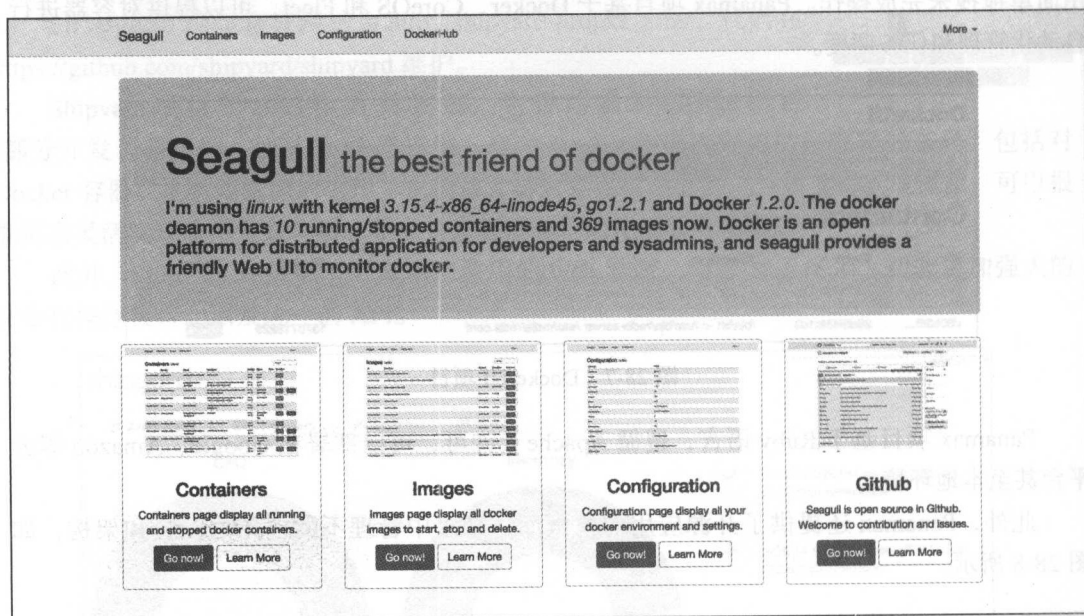 Seagull Containers Images Configuration DockerHub More
Seagull the best friend of docker
I'm using linux with kernel 3.15.4-x86_64-linode45, go1.2.1 and Docker 1.2.0. The docker
deamon has 10 running/stopped containers and 369 images now. Docker is an open
platform for distributed application for developers and sysadmins, and seagull provides a
friendly Web UI to monitor docker.
Containers
Containers page display all running
and stopped docker containers.
Go now! Learn More
Images
Images page display all docker
images to start, stop and delete.
Go now! Learn More
Configuration
Configuration page display all your
docker environment and settings.
Go now! Learn More
Github
Seagull is open source in Github.
Welcome to contribution and issues.
Go now! Learn More